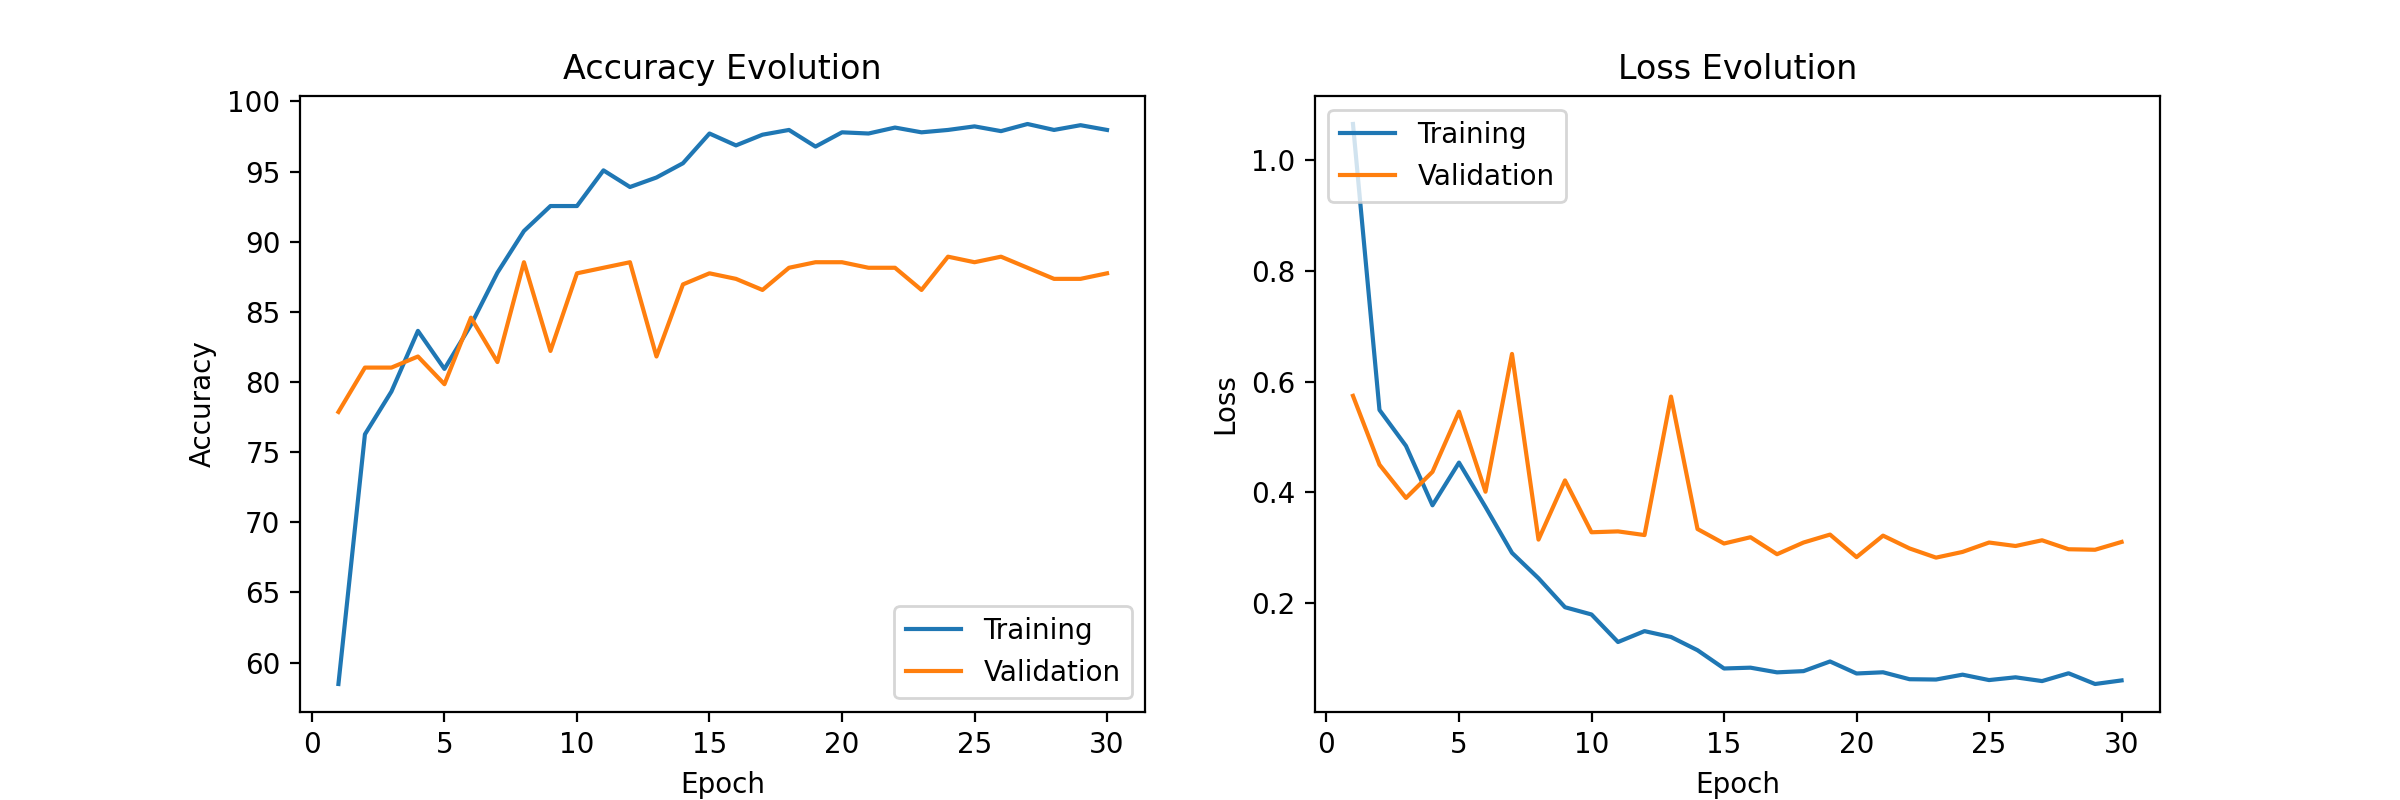 Accuracy Evolution
100
95
90
85
80
75
70
65
60
Accuracy
Training
Validation
0 5 10 15 20 25 30
Epoch
Loss Evolution
Training
Validation
1.0
0.8
0.6
0.4
0.2
Loss
0 5 10 15 20 25 30
Epoch